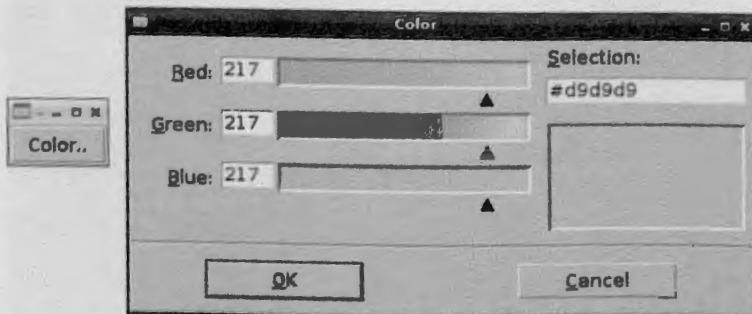 Color..
Color
Red: 217
Green: 217
Blue: 217
Selection:
#d9d9d9
OK
Cancel